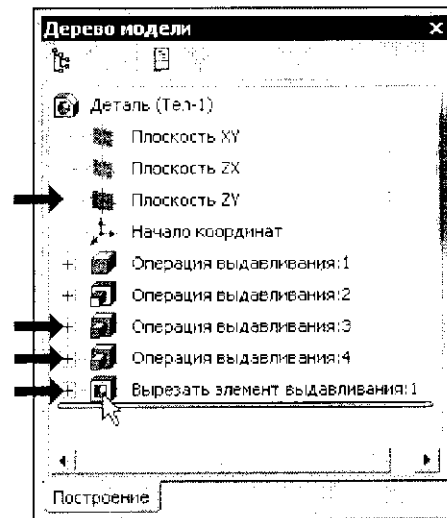 Дерево модели
Деталь (Тел-1)
Плоскость XY
Плоскость ZX
Плоскость ZY
Начало координат
Операция выдавливания:1
Операция выдавливания:2
Операция выдавливания:3
Операция выдавливания:4
Вырезать элемент выдавливания:1
Построение